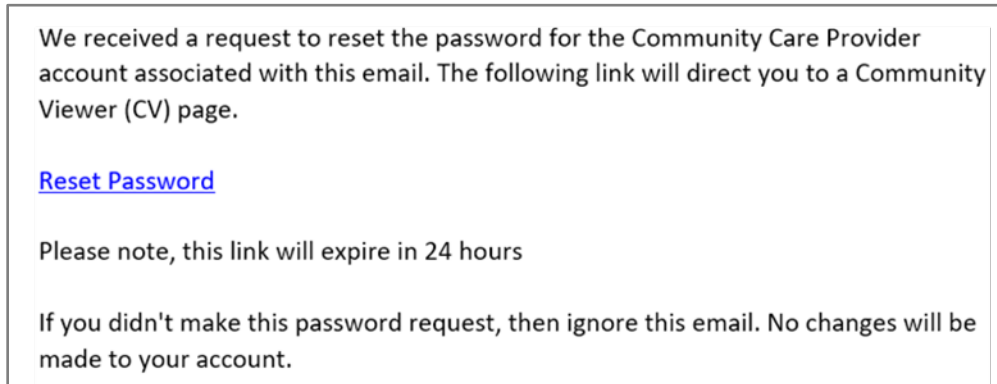 We received a request to reset the password for the Community Care Provider
account associated with this email. The following link will direct you to a Community
Viewer (CV) page.
Reset Password
Please note, this link will expire in 24 hours
If you didn't make this password request, then ignore this email. No changes will be
made to your account.